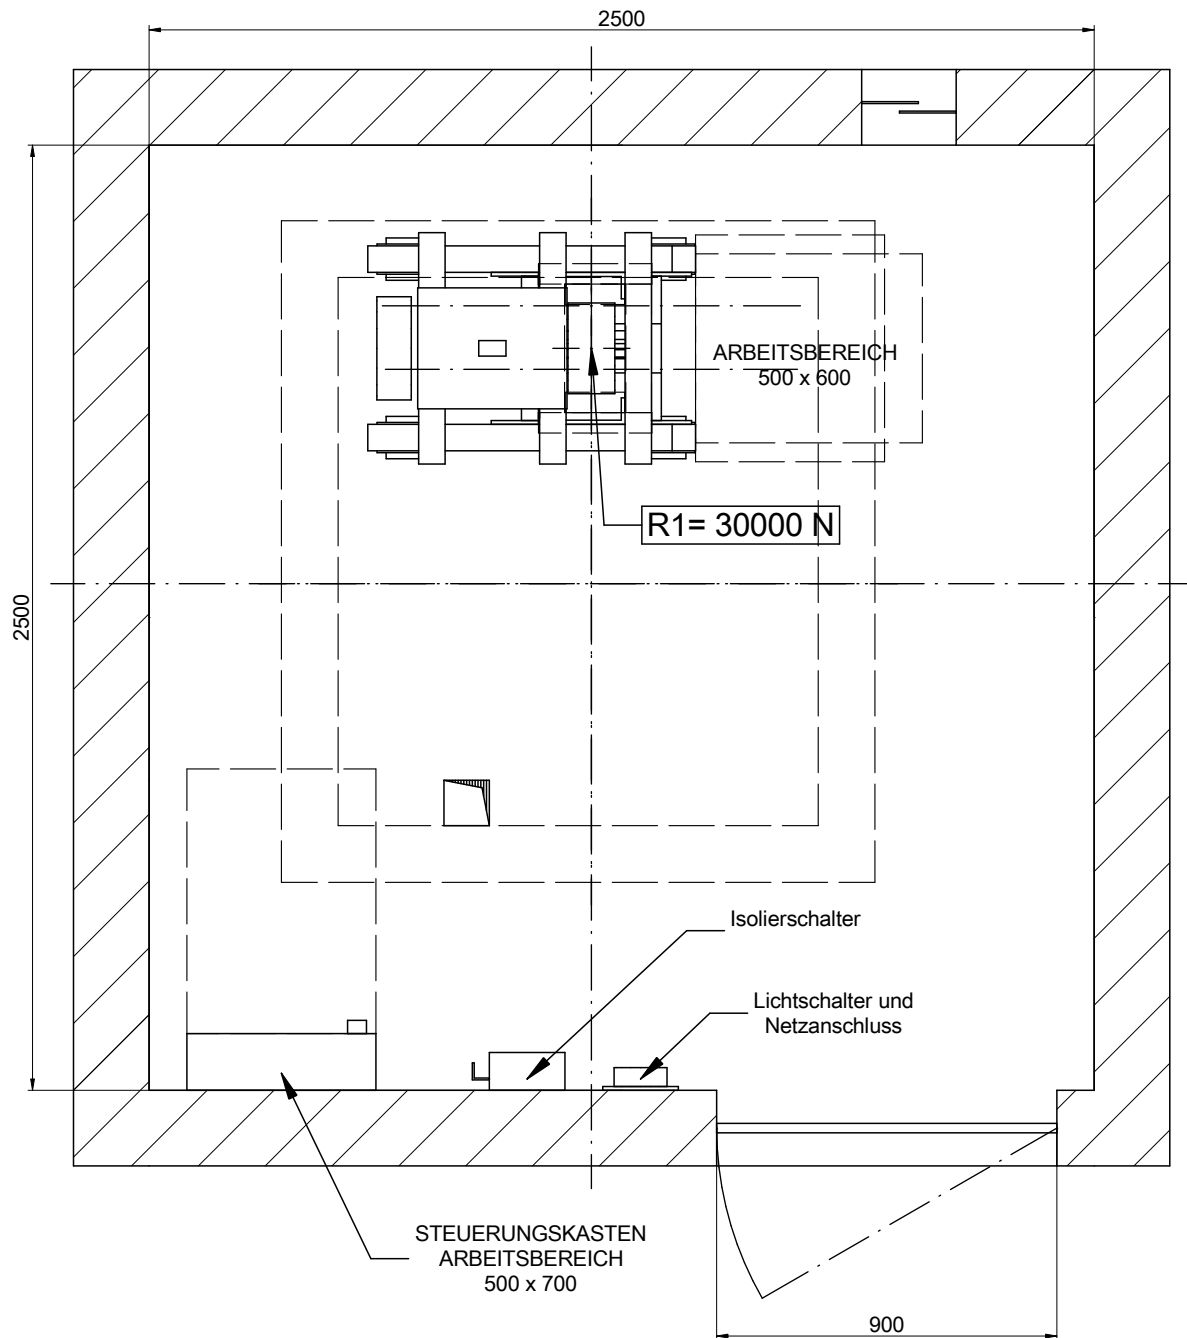 2500
2500
ARBEITSBEREICH
500 x 600
R1= 30000 N
Isolierschalter
Lichtschalter und
Netzanschluss
STEUERUNGSKASTEN
ARBEITSBEREICH
500 x 700
900